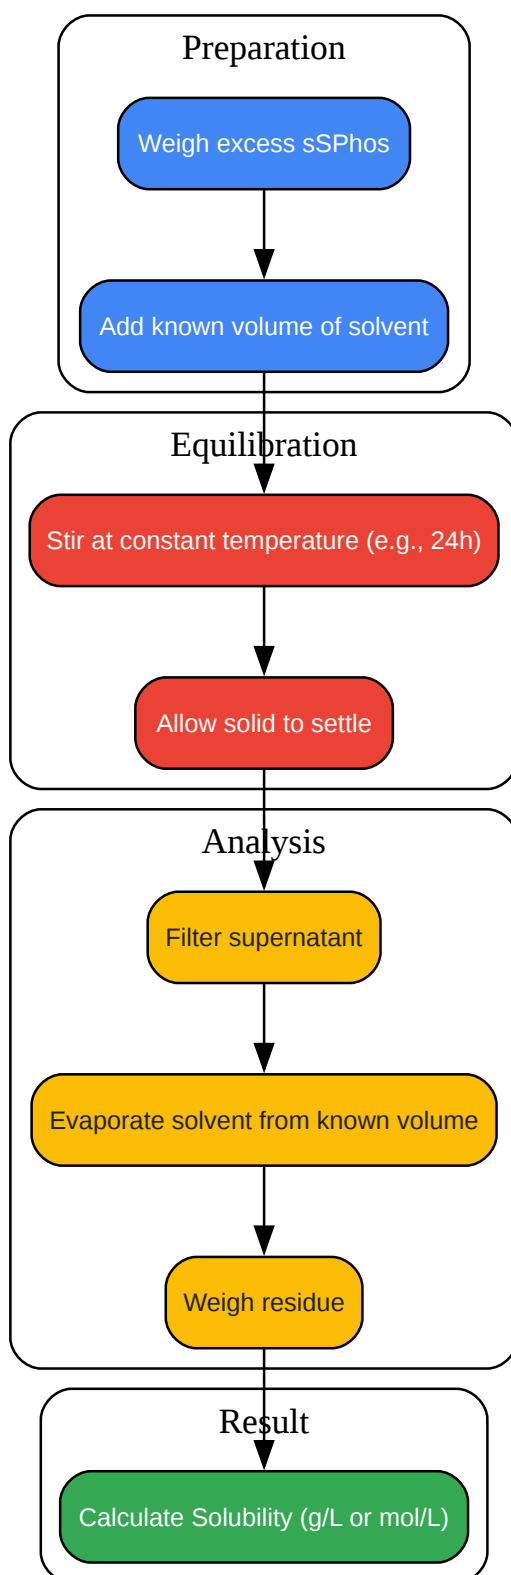 Preparation
Weigh excess sSPhos
Add known volume of solvent
Equilibration
Stir at constant temperature (e.g., 24h)
Allow solid to settle
Analysis
Filter supernatant
Evaporate solvent from known volume
Weigh residue
Result
Calculate Solubility (g/L or mol/L)